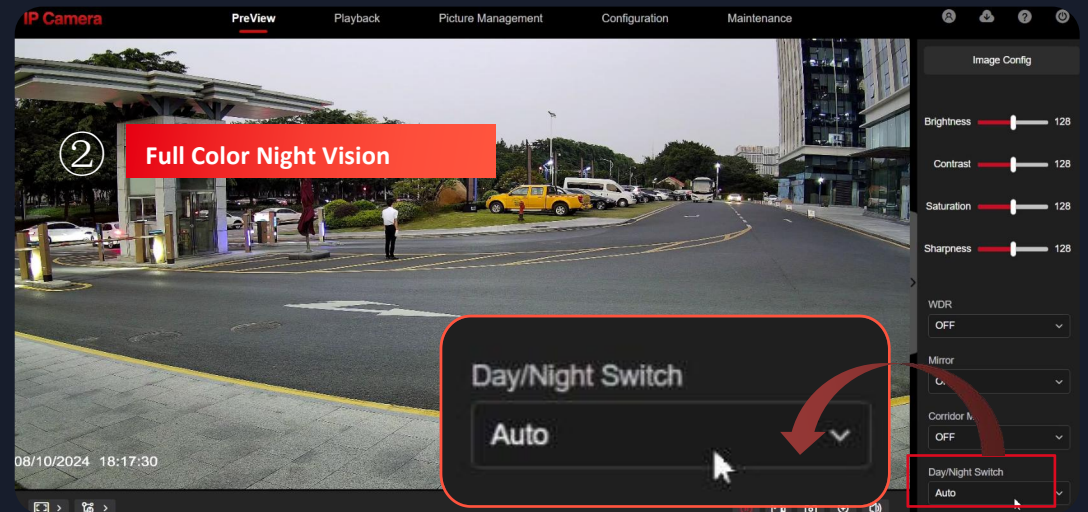 IP Camera
PreView
Playback
Picture Management
Configuration
Maintenance
Image Config
②
Full Color Night Vision
Brightness 128
Contrast 128
Saturation 128
Sharpness 128
WDR
OFF
Mirror
Corridor
OFF
Day/Night Switch
Auto
Day/Night Switch
Auto
08/10/2024 18:17:30